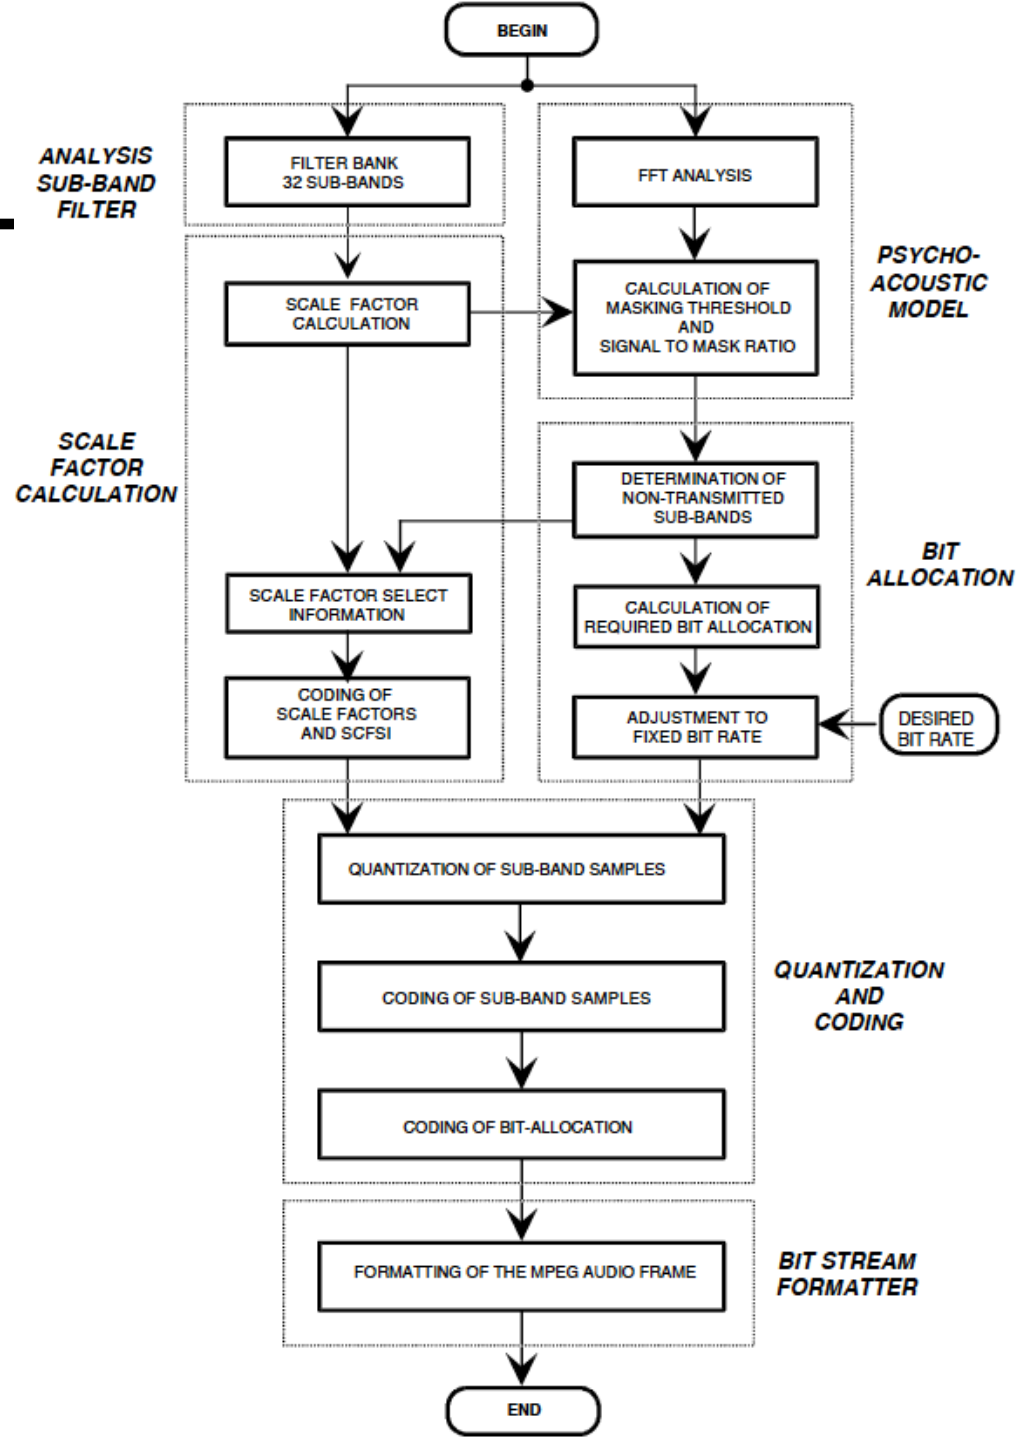 BEGIN
ANALYSIS
SUB-BAND
FILTER
FILTER BANK
32 SUB-BANDS
FFT ANALYSIS
PSYCHO-
ACOUSTIC
MODEL
SCALE FACTOR
CALCULATION
CALCULATION OF
MASKING THRESHOLD
AND
SIGNAL TO MASK RATIO
SCALE
FACTOR
CALCULATION
DETERMINATION OF
NON-TRANSMITTED
SUB-BANDS
BIT
ALLOCATION
SCALE FACTOR SELECT
INFORMATION
CALCULATION OF
REQUIRED BIT ALLOCATION
CODING OF
SCALE FACTORS
AND SCFSI
ADJUSTMENT TO
FIXED BIT RATE
DESIRED
BIT RATE
QUANTIZATION OF SUB-BAND SAMPLES
CODING OF SUB-BAND SAMPLES
QUANTIZATION
AND
CODING
CODING OF BIT-ALLOCATION
FORMATTING OF THE MPEG AUDIO FRAME
BIT STREAM
FORMATTER
END